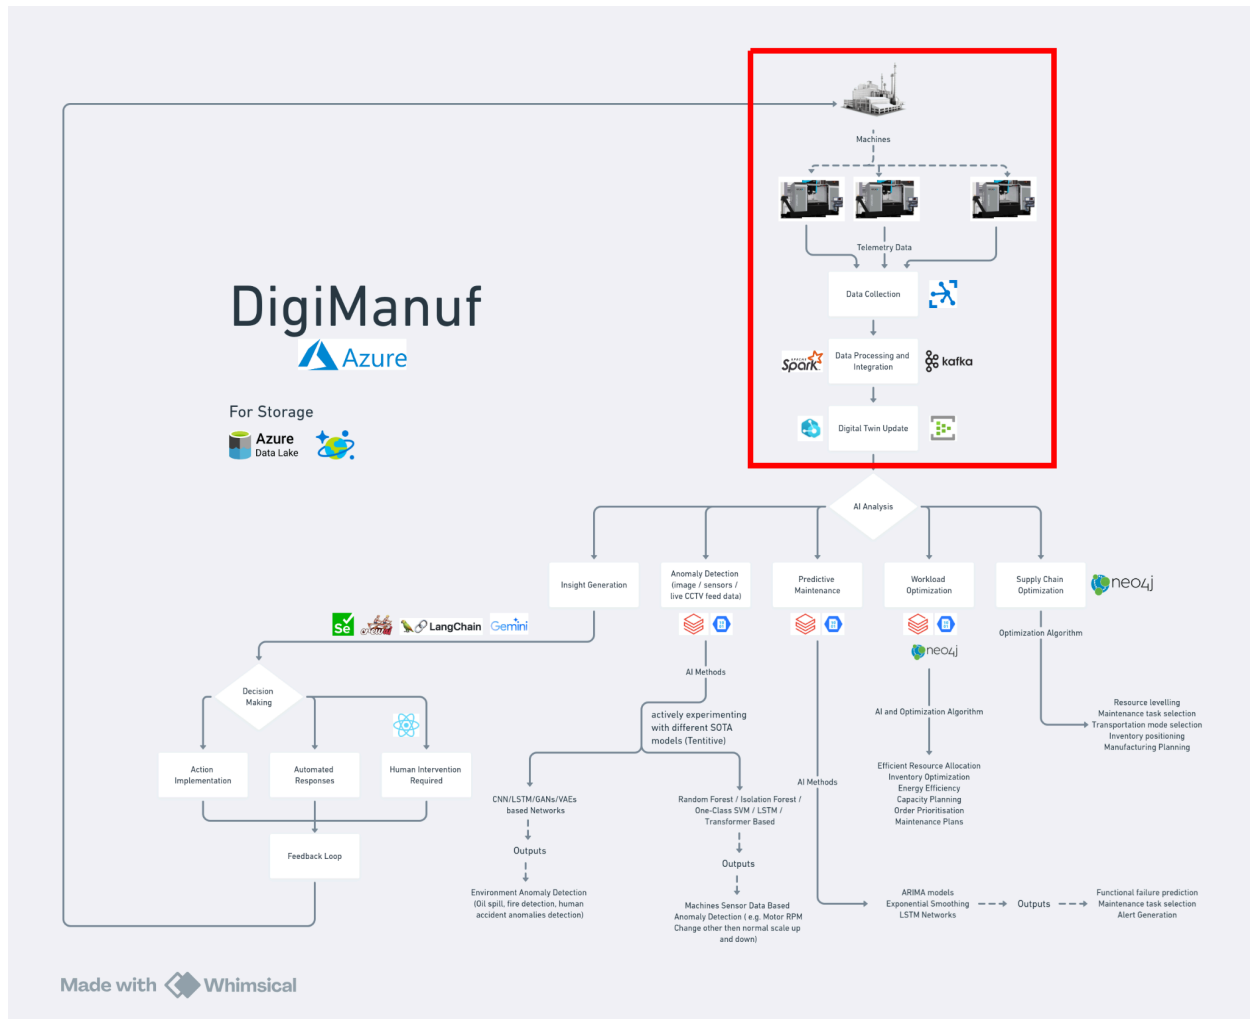 Machines
Telemetry Data
Data Collection
DigiManuf
Azure
APACHE
Spark
Data Processing and
Integration
kafka
For Storage
Azure
Data Lake
Digital Twin Update
AI Analysis
Insight Generation
Anomaly Detection
(image / sensors /
live CCTV feed data)
Predictive
Maintenance
Workload
Optimization
Supply Chain
Optimization
neo4j
Se
crewai
LangChain
Gemini
neo4j
Optimization Algorithm
AI Methods
Decision
Making
actively experimenting
with different SOTA
models (Tentitive)
AI and Optimization Algorithm
Resource levelling
Maintenance task selection
Transportation mode selection
Inventory positioning
Manufacturing Planning
Action
Implementation
Automated
Responses
Human Intervention
Required
AI Methods
Efficient Resource Allocation
Inventory Optimization
Energy Efficiency
Capacity Planning
Order Prioritisation
Maintenance Plans
CNN/LSTM/GANs/VAEs
based Networks
Random Forest / Isolation Forest /
One-Class SVM / LSTM /
Transformer Based
Feedback Loop
Outputs
Outputs
Environment Anomaly Detection
(Oil spill, fire detection, human
accident anomalies detection)
Machines Sensor Data Based
Anomaly Detection ( e.g. Motor RPM
Change other then normal scale up
and down)
ARIMA models
Exponential Smoothing
LSTM Networks
Outputs
Functional failure prediction
Maintenance task selection
Alert Generation
Made with Whimsical